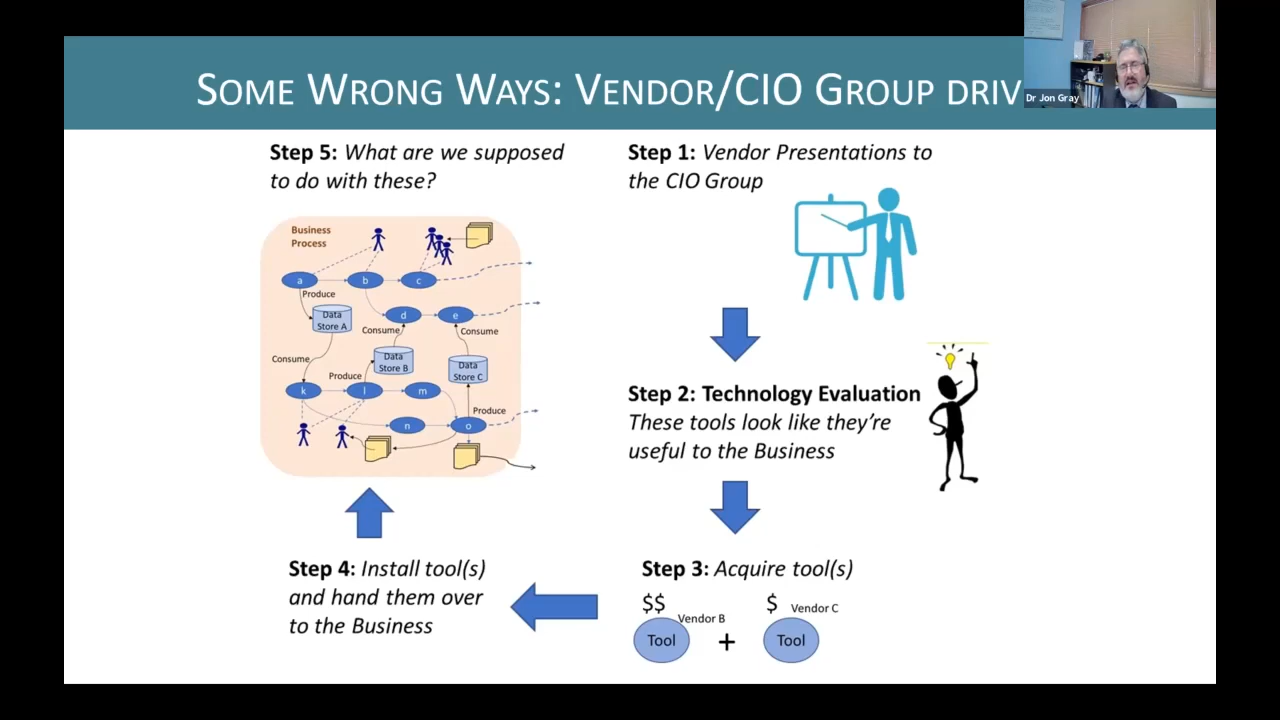 SOME WRONG WAYS: VENDOR/CIO GROUP DRIV
Dr Jon Gray
Step 1: Vendor Presentations to
the CIO Group
Step 2: Technology Evaluation
These tools look like they're
useful to the Business
Step 3: Acquire tool(s)
$$
Vendor B
$
Vendor C
Tool
+
Tool
Step 4: Install tool(s)
and hand them over
to the Business
Step 5: What are we supposed
to do with these?
Business
Process
a
b
c
Produce
Data
Store A
d
e
Consume
Consume
Data
Store B
Data
Store C
Consume
Produce
k
l
m
Produce
n
o